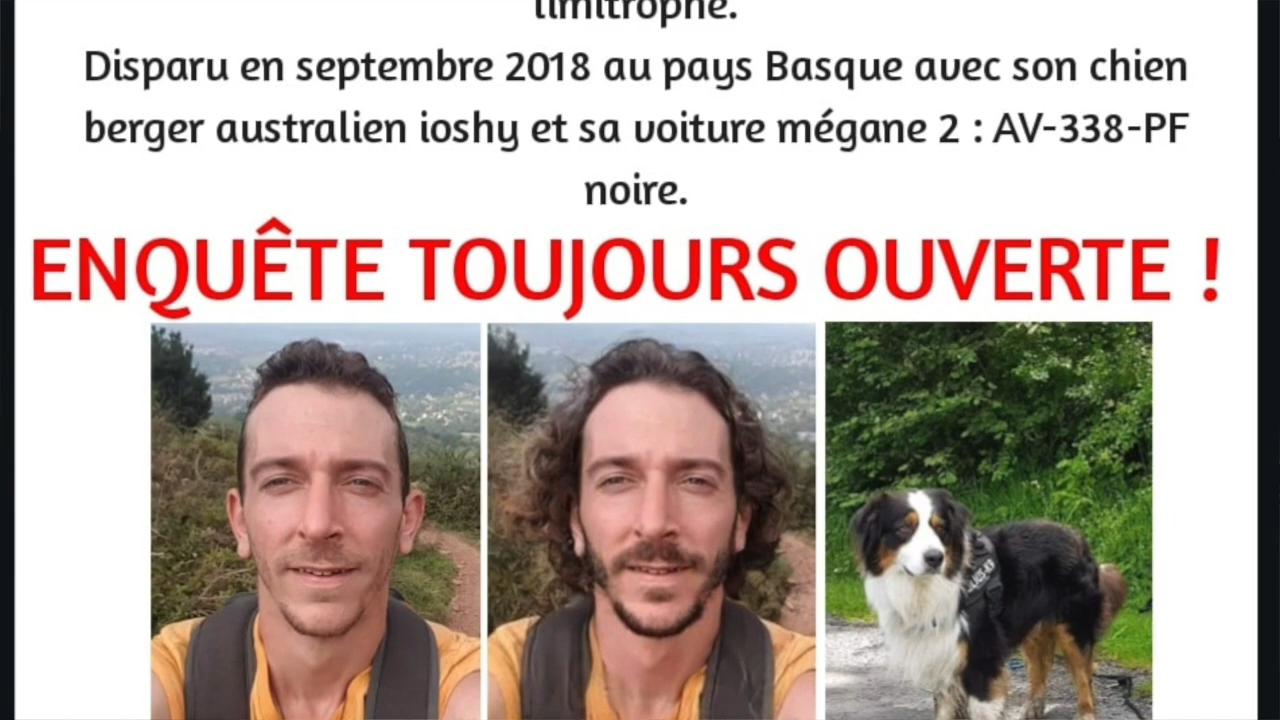 limitrophe.
Disparu en septembre 2018 au pays Basque avec son chien
berger australien ioshy et sa voiture mégane 2 : AV-338-PF
noire.
ENQUÊTE TOUJOURS OUVERTE !